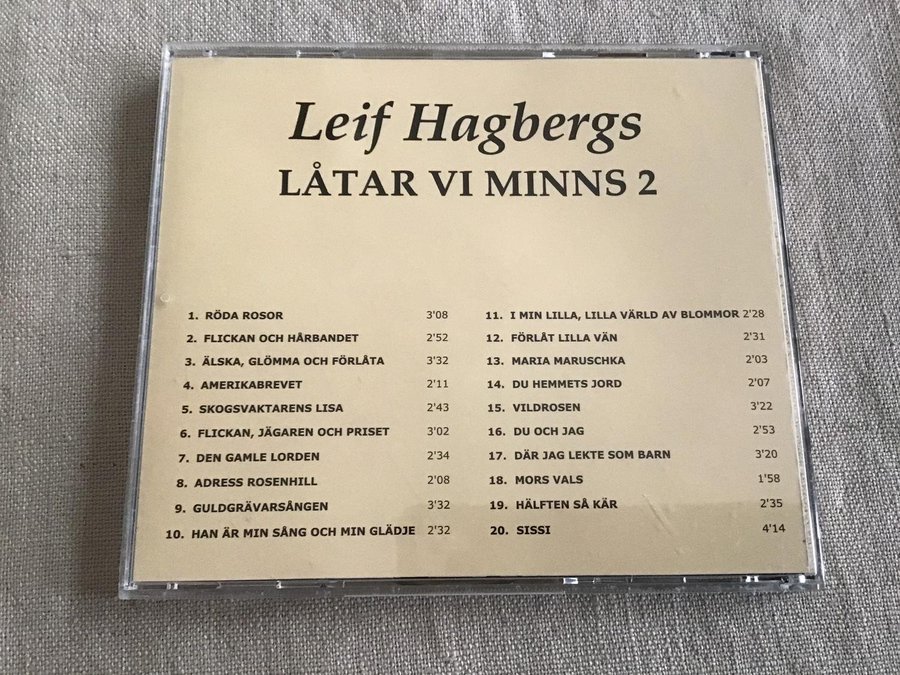 Leif Hagbergs
LÅTAR VI MINNS 2
1. RÖDA ROSOR 3'08
2. FLICKAN OCH HÅRBANDET 2'52
3. ÄLSKA, GLÖMMA OCH FÖRLÅTA 3'32
4. AMERIKABREVET 2'11
5. SKOGSVAKTARENS LISA 2'43
6. FLICKAN, JÄGAREN OCH PRISET 3'02
7. DEN GAMLE LORDEN 2'34
8. ADRESS ROSENHILL 2'08
9. GULDGRÄVARSÅNGEN 3'32
10. HAN ÄR MIN SÅNG OCH MIN GLÄDJE 2'32
11. I MIN LILLA, LILLA VÄRLD AV BLOMMOR 2'28
12. FÖRLÅT LILLA VÄN 2'31
13. MARIA MARUSCHKA 2'03
14. DU HEMMETS JORD 2'07
15. VILDROSEN 3'22
16. DU OCH JAG 2'53
17. DÄR JAG LEKTE SOM BARN 3'20
18. MORS VALS 1'58
19. HÄLFTEN SÅ KÄR 2'35
20. SISSI 4'14